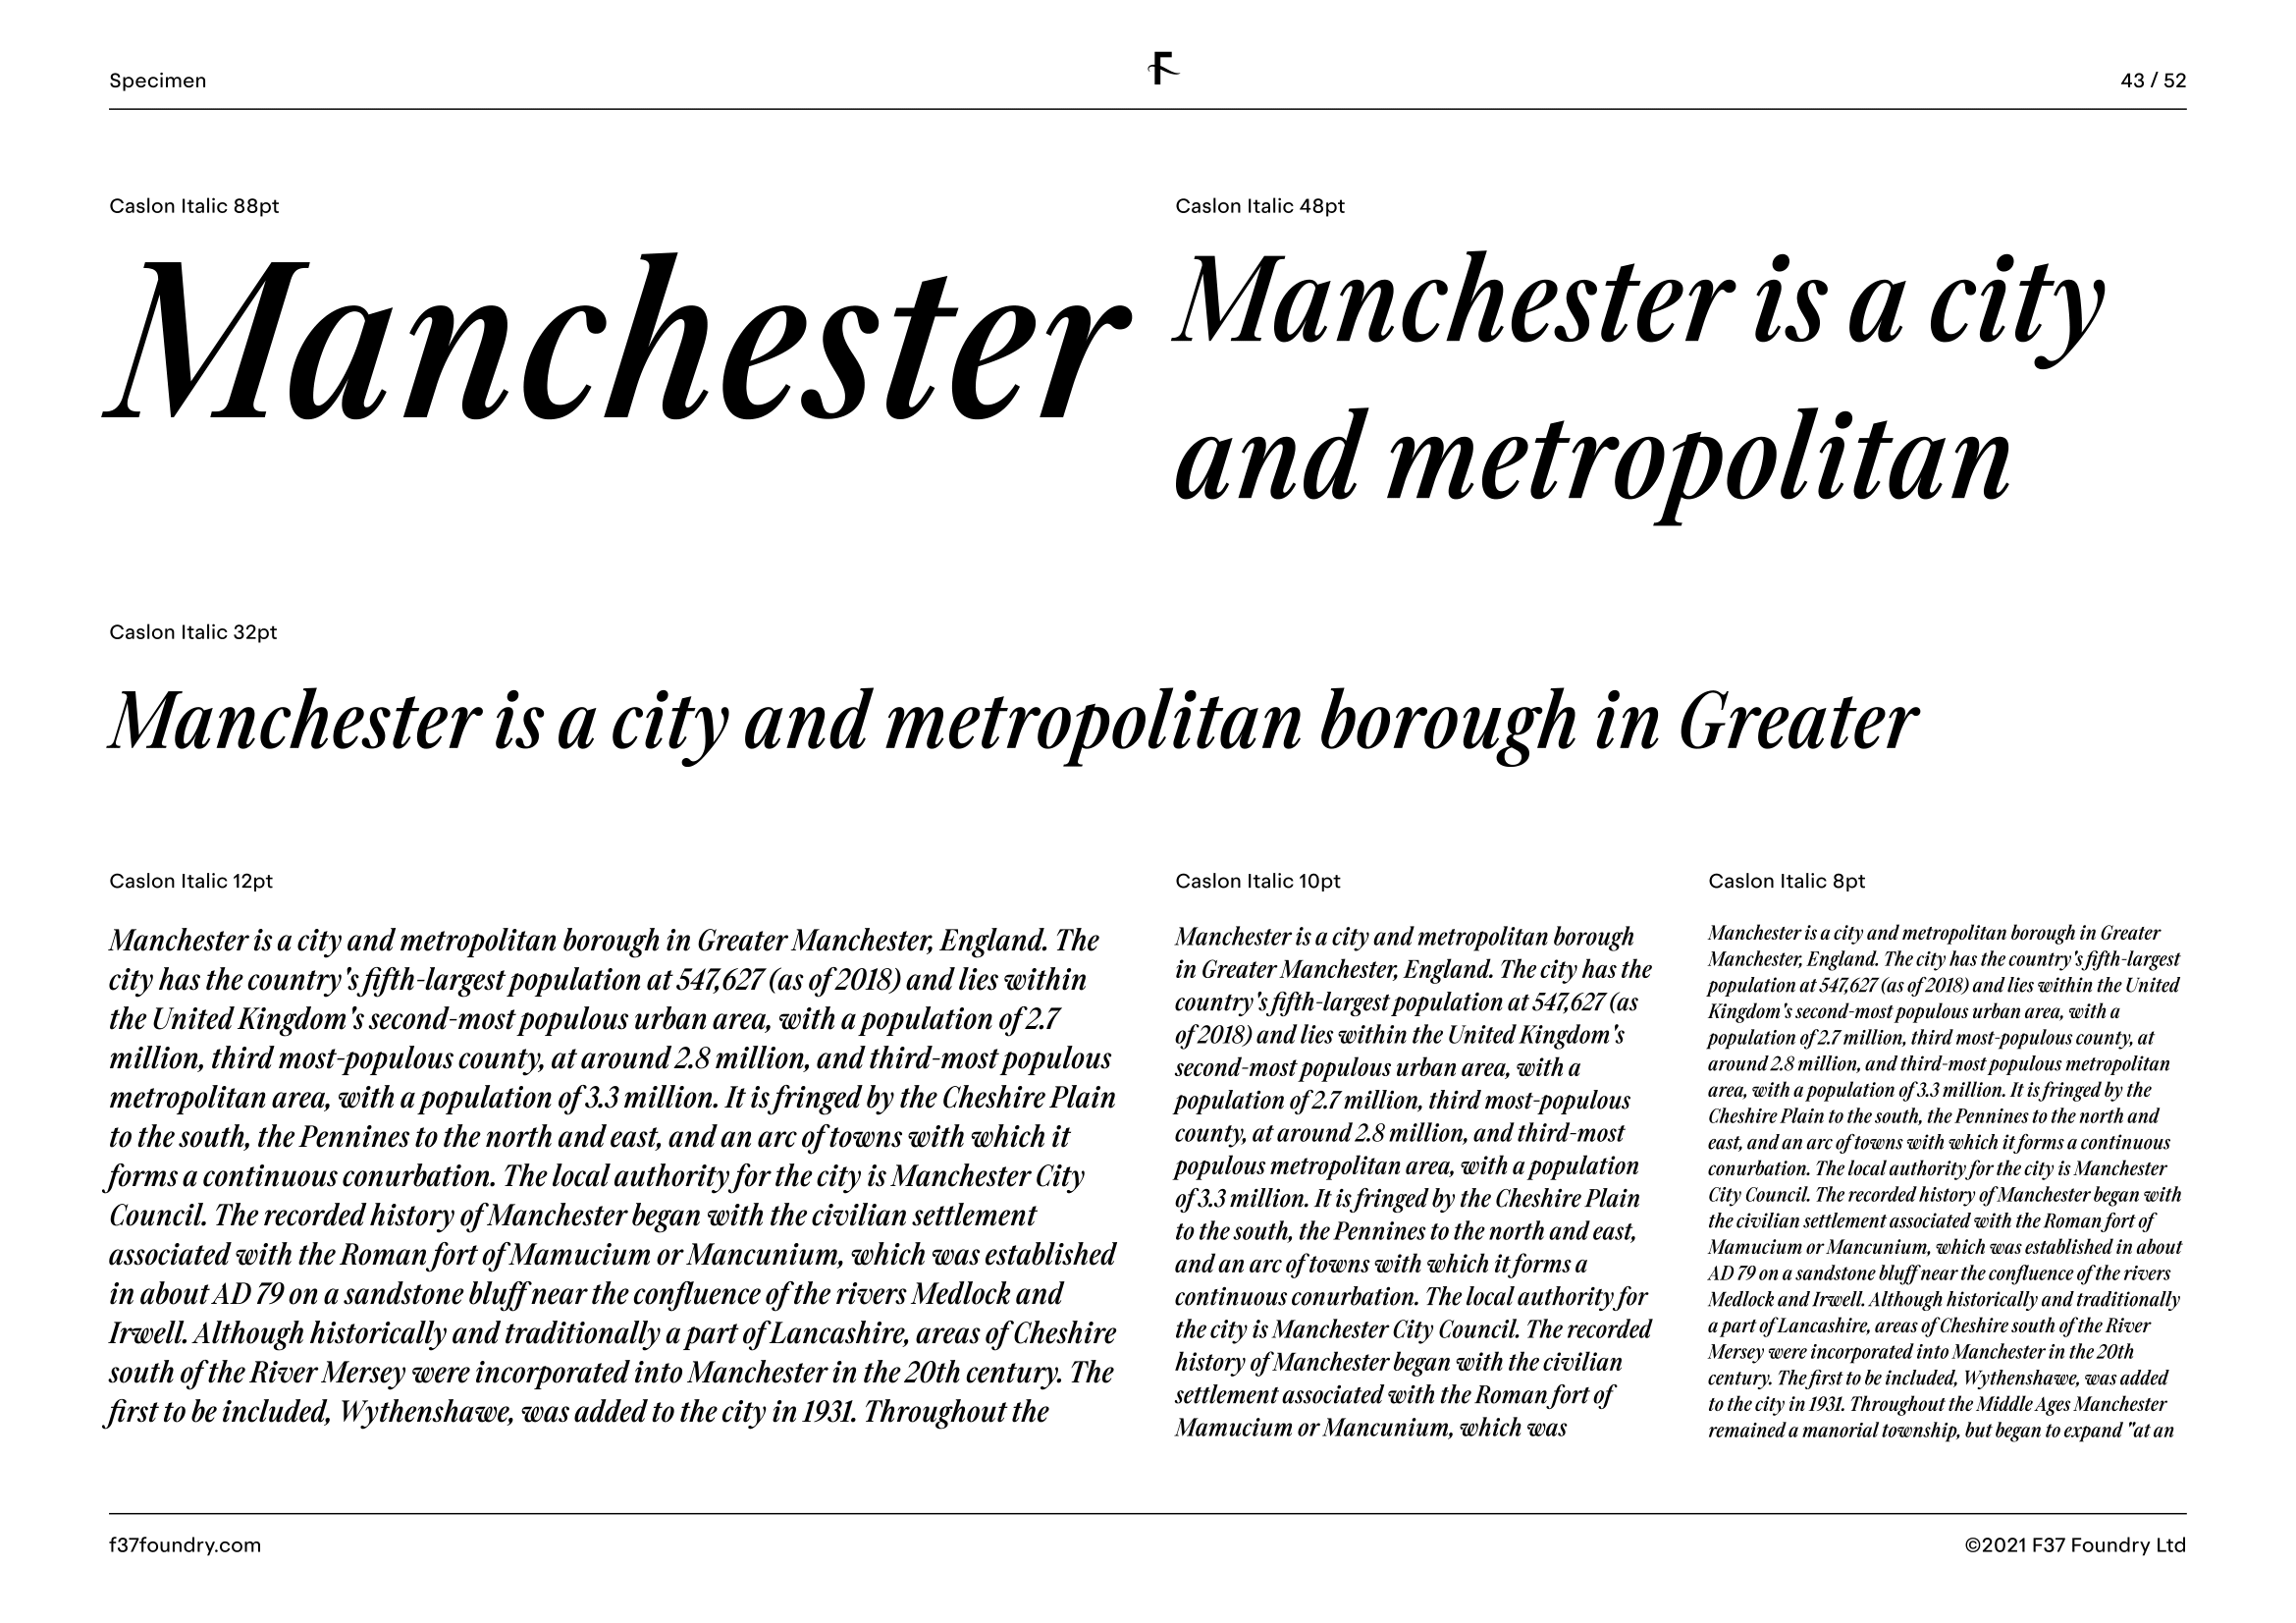 Specimen
F
43 / 52
Caslon Italic 88pt
Manchester
Caslon Italic 48pt
Manchester is a city
and metropolitan
Caslon Italic 32pt
Manchester is a city and metropolitan borough in Greater
Caslon Italic 12pt
Manchester is a city and metropolitan borough in Greater Manchester, England. The
city has the country's fifth-largest population at 547,627 (as of 2018) and lies within
the United Kingdom's second-most populous urban area, with a population of 2.7
million, third most-populous county, at around 2.8 million, and third-most populous
metropolitan area, with a population of 3.3 million. It is fringed by the Cheshire Plain
to the south, the Pennines to the north and east, and an arc of towns with which it
forms a continuous conurbation. The local authority for the city is Manchester City
Council. The recorded history of Manchester began with the civilian settlement
associated with the Roman fort of Mamucium or Mancunium, which was established
in about AD 79 on a sandstone bluff near the confluence of the rivers Medlock and
Irwell. Although historically and traditionally a part of Lancashire, areas of Cheshire
south of the River Mersey were incorporated into Manchester in the 20th century. The
first to be included, Wythenshawe, was added to the city in 1931. Throughout the
Caslon Italic 10pt
Manchester is a city and metropolitan borough
in Greater Manchester, England. The city has the
country's fifth-largest population at 547,627 (as
of 2018) and lies within the United Kingdom's
second-most populous urban area, with a
population of 2.7 million, third most-populous
county, at around 2.8 million, and third-most
populous metropolitan area, with a population
of 3.3 million. It is fringed by the Cheshire Plain
to the south, the Pennines to the north and east,
and an arc of towns with which it forms a
continuous conurbation. The local authority for
the city is Manchester City Council. The recorded
history of Manchester began with the civilian
settlement associated with the Roman fort of
Mamucium or Mancunium, which was
Caslon Italic 8pt
Manchester is a city and metropolitan borough in Greater
Manchester, England. The city has the country's fifth-largest
population at 547,627 (as of 2018) and lies within the United
Kingdom's second-most populous urban area, with a
population of 2.7 million, third most-populous county, at
around 2.8 million, and third-most populous metropolitan
area, with a population of 3.3 million. It is fringed by the
Cheshire Plain to the south, the Pennines to the north and
east, and an arc of towns with which it forms a continuous
conurbation. The local authority for the city is Manchester
City Council. The recorded history of Manchester began with
the civilian settlement associated with the Roman fort of
Mamucium or Mancunium, which was established in about
AD 79 on a sandstone bluff near the confluence of the rivers
Medlock and Irwell. Although historically and traditionally
a part of Lancashire, areas of Cheshire south of the River
Mersey were incorporated into Manchester in the 20th
century. The first to be included, Wythenshawe, was added
to the city in 1931. Throughout the Middle Ages Manchester
remained a manorial township, but began to expand "at an
f37foundry.com
©2021 F37 Foundry Ltd